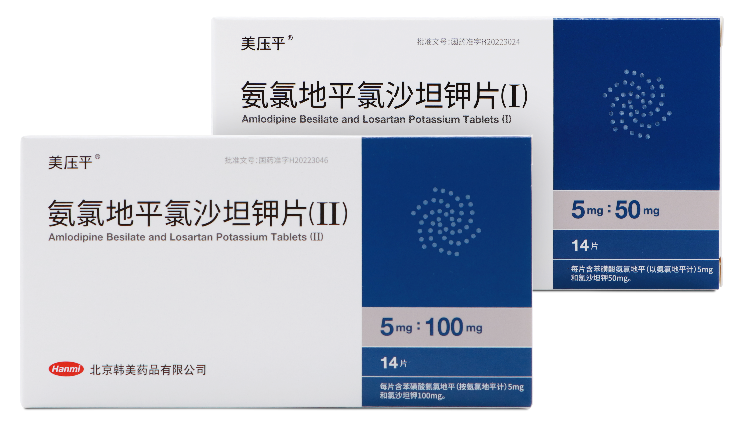 美压平®
批准文号:国药准字H20223024
氨氯地平氯沙坦钾片(I)
Amlodipine Besilate and Losartan Potassium Tablets (I)
5mg:50mg
14片
每片含苯磺酸氨氯地平(以氨氯地平计)5mg
和氯沙坦钾50mg。
美压平®
批准文号:国药准字H20223046
氨氯地平氯沙坦钾片(II)
Amlodipine Besilate and Losartan Potassium Tablets (II)
5mg:100mg
14片
每片含苯磺酸氨氯地平(按氨氯地平计)5mg
和氯沙坦钾100mg。
Hanmi 北京韩美药品有限公司